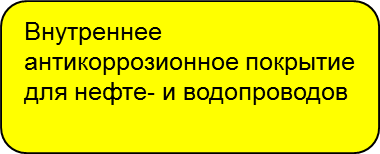 Внутреннее
антикоррозионное покрытие
для нефте- и водопроводов